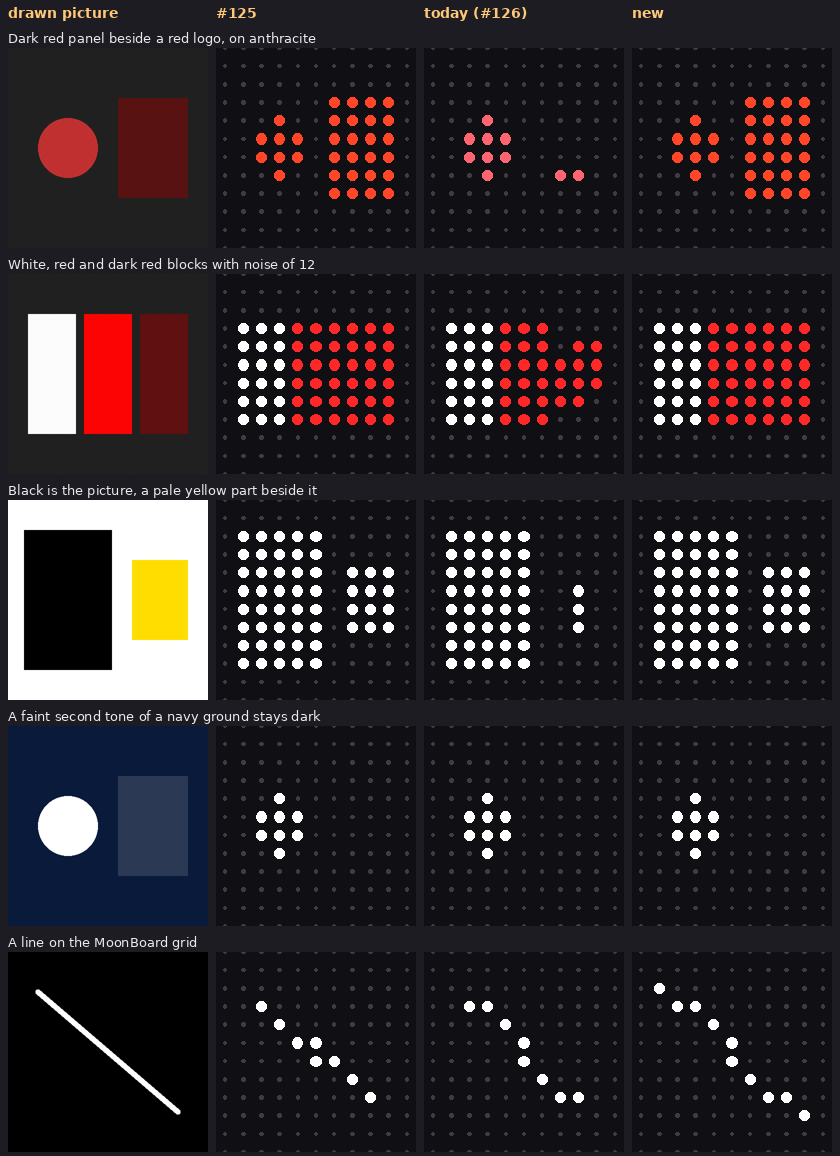 drawn picture #125 today (#126) new
Dark red panel beside a red logo, on anthracite
White, red and dark red blocks with noise of 12
Black is the picture, a pale yellow part beside it
A faint second tone of a navy ground stays dark
A line on the MoonBoard grid